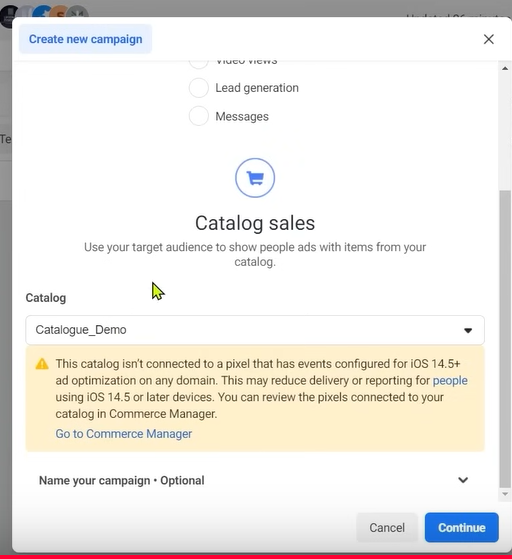 Create new campaign
Video views
Lead generation
Messages
Catalog sales
Use your target audience to show people ads with items from your
catalog.
Catalog
Catalogue_Demo
This catalog isn't connected to a pixel that has events configured for iOS 14.5+
ad optimization on any domain. This may reduce delivery or reporting for people
using iOS 14.5 or later devices. You can review the pixels connected to your
catalog in Commerce Manager.
Go to Commerce Manager
Name your campaign • Optional
Cancel
Continue